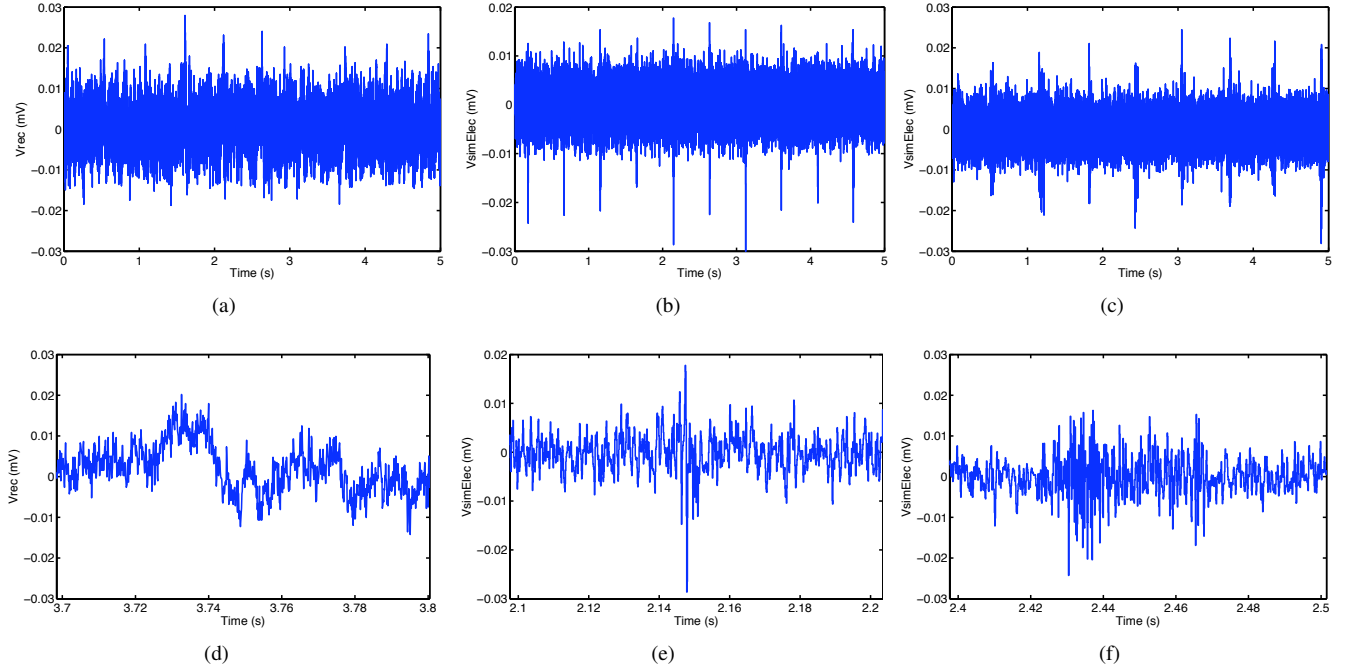 0.03
0.02
0.01
0
−0.01
−0.02
−0.03
Vrec (mV)
0 1 2 3 4 5
Time (s)
(a)
0.02
0.01
0
−0.01
−0.02
0.03
VsimElec (mV)
0 1 2 3 4 5
Time (s)
(b)
0.03
0.02
0.01
0
−0.01
−0.02
−0.03
VsimElec (mV)
0 1 2 3 4 5
Time (s)
(c)
0.03
0.02
0.01
0
−0.01
−0.02
−0.03
Vrec (mV)
3.7 3.72 3.74 3.76 3.78 3.8
Time (s)
(d)
0.02
0.01
0
−0.01
−0.02
−0.03
VsimElec (mV)
2.1 2.12 2.14 2.16 2.18 2.2
Time (s)
(e)
0.03
0.02
0.01
0
−0.01
−0.02
−0.03
VsimElec (mV)
2.4 2.42 2.44 2.46 2.48 2.5
Time (s)
(f)